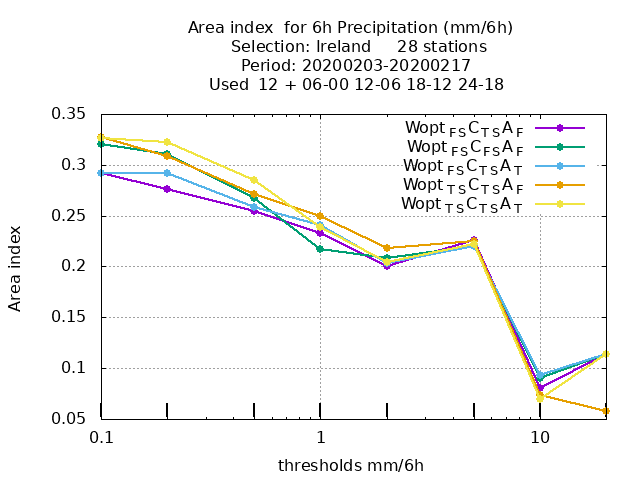 Area index  for 6h Precipitation (mm/6h)
Selection: Ireland     28 stations
Period: 20200203-20200217
Used  12 + 06-00 12-06 18-12 24-18
0.35
0.3
0.25
0.2
0.15
0.1
0.05
Area index
Wopt FS C TS A F
Wopt FS C FS A F
Wopt FS C TS A T
Wopt TS C TS A F
Wopt TS C TS A T
0.1 1 10
thresholds mm/6h